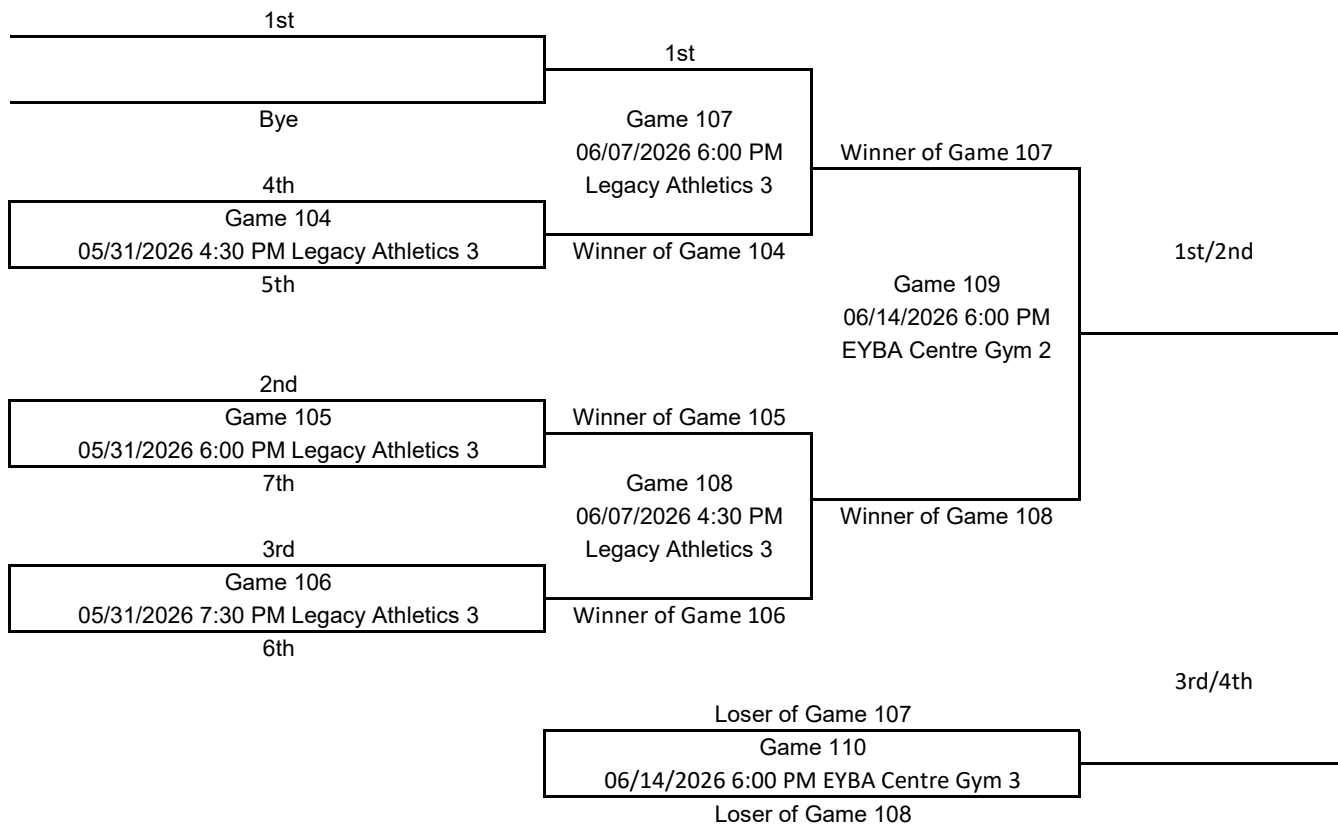 1st
Bye
4th
Game 104
05/31/2026 4:30 PM Legacy Athletics 3
5th
2nd
Game 105
05/31/2026 6:00 PM Legacy Athletics 3
7th
3rd
Game 106
05/31/2026 7:30 PM Legacy Athletics 3
6th
1st
Game 107
06/07/2026 6:00 PM
Legacy Athletics 3
Winner of Game 104
Winner of Game 105
Game 108
06/07/2026 4:30 PM
Legacy Athletics 3
Winner of Game 106
Winner of Game 107
Game 109
06/14/2026 6:00 PM
EYBA Centre Gym 2
Winner of Game 108
1st/2nd
Loser of Game 107
Game 110
06/14/2026 6:00 PM EYBA Centre Gym 3
Loser of Game 108
3rd/4th